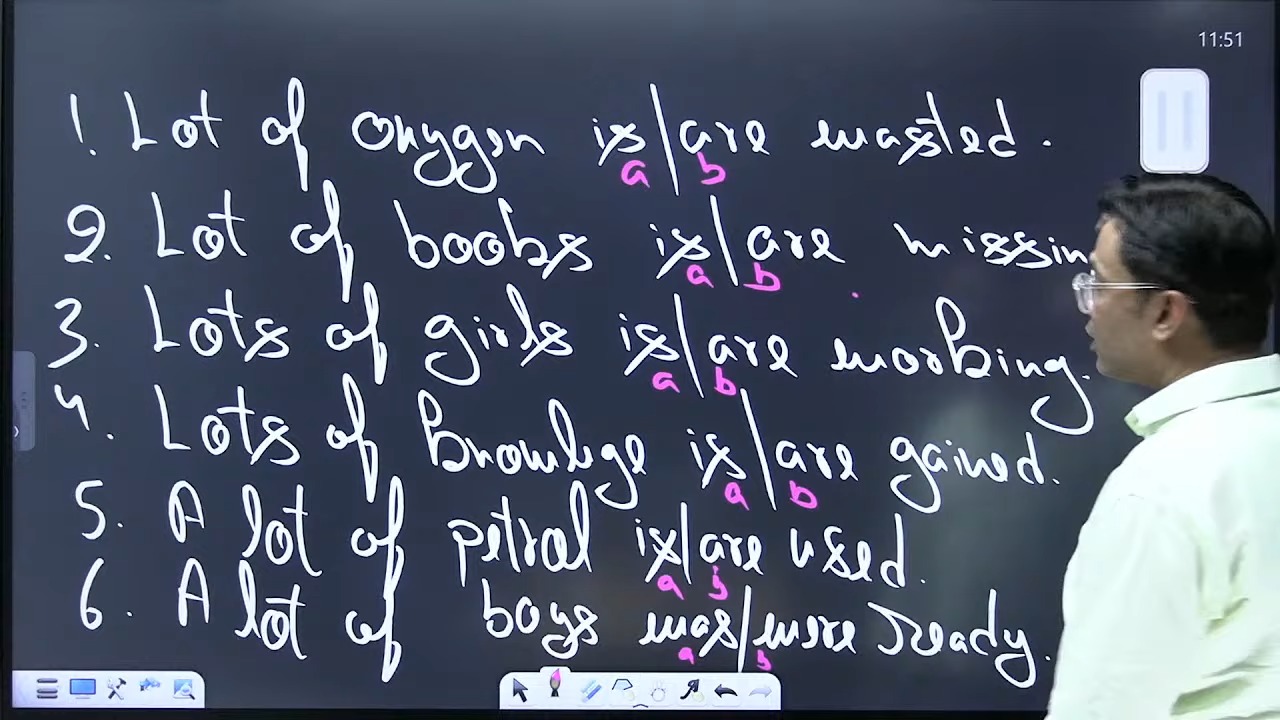 11:51
1. Lot of oxygen is/are wasted.
a b
2. Lot of books is/are missin
a b
3. Lots of girls is/are working.
a b
4. Lots of knowlege is/are gained.
a b
5. A lot of petrol is/are used.
a b
6. A lot of boys was/were ready.
a b